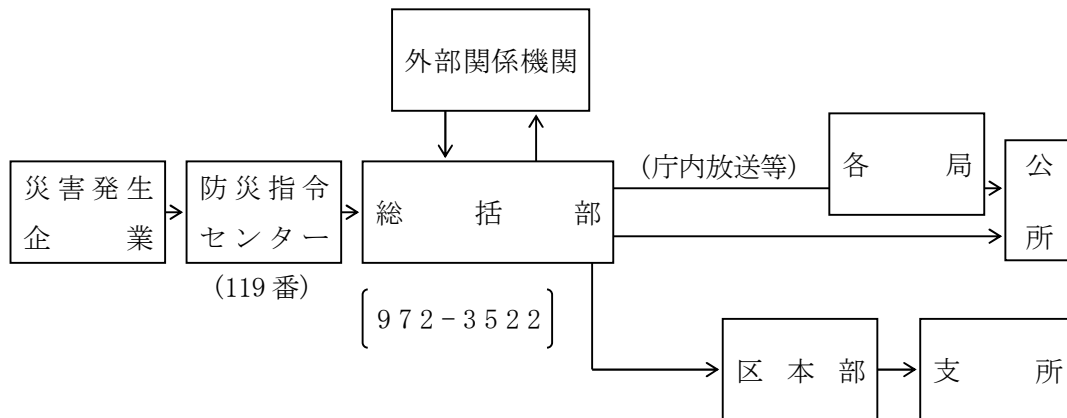 外部関係機関
災害発生
企業
防災指令
センター
(119番)
総括部
972-3522
(庁内放送等)
各局
公
所
区本部
支所